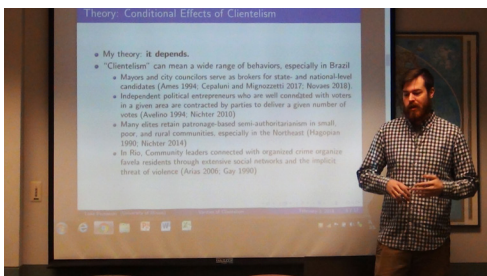 Theory: Conditional Effects of Clientelism
My theory: it depends.
"Clientelism" can mean a wide range of behaviors, especially in Brazil
Mayors and city councilors serve as brokers for state- and national-level
candidates (Ames 1994; Cepaluni and Mignozzetti 2017; Novaes 2018).
Independent political entrepreneurs who are well connected with voters
in a given area are contracted by parties to deliver a given number of
votes (Avelino 1994; Nichter 2010)
Many elites retain patronage-based semi-authoritarianism in small,
poor, and rural communities, especially in the Northeast (Hagopian
1990; Nichter 2014)
In Rio, Community leaders connected with organized crime organize
favela residents through extensive social networks and the implicit
threat of violence (Arias 2006; Gay 1990)